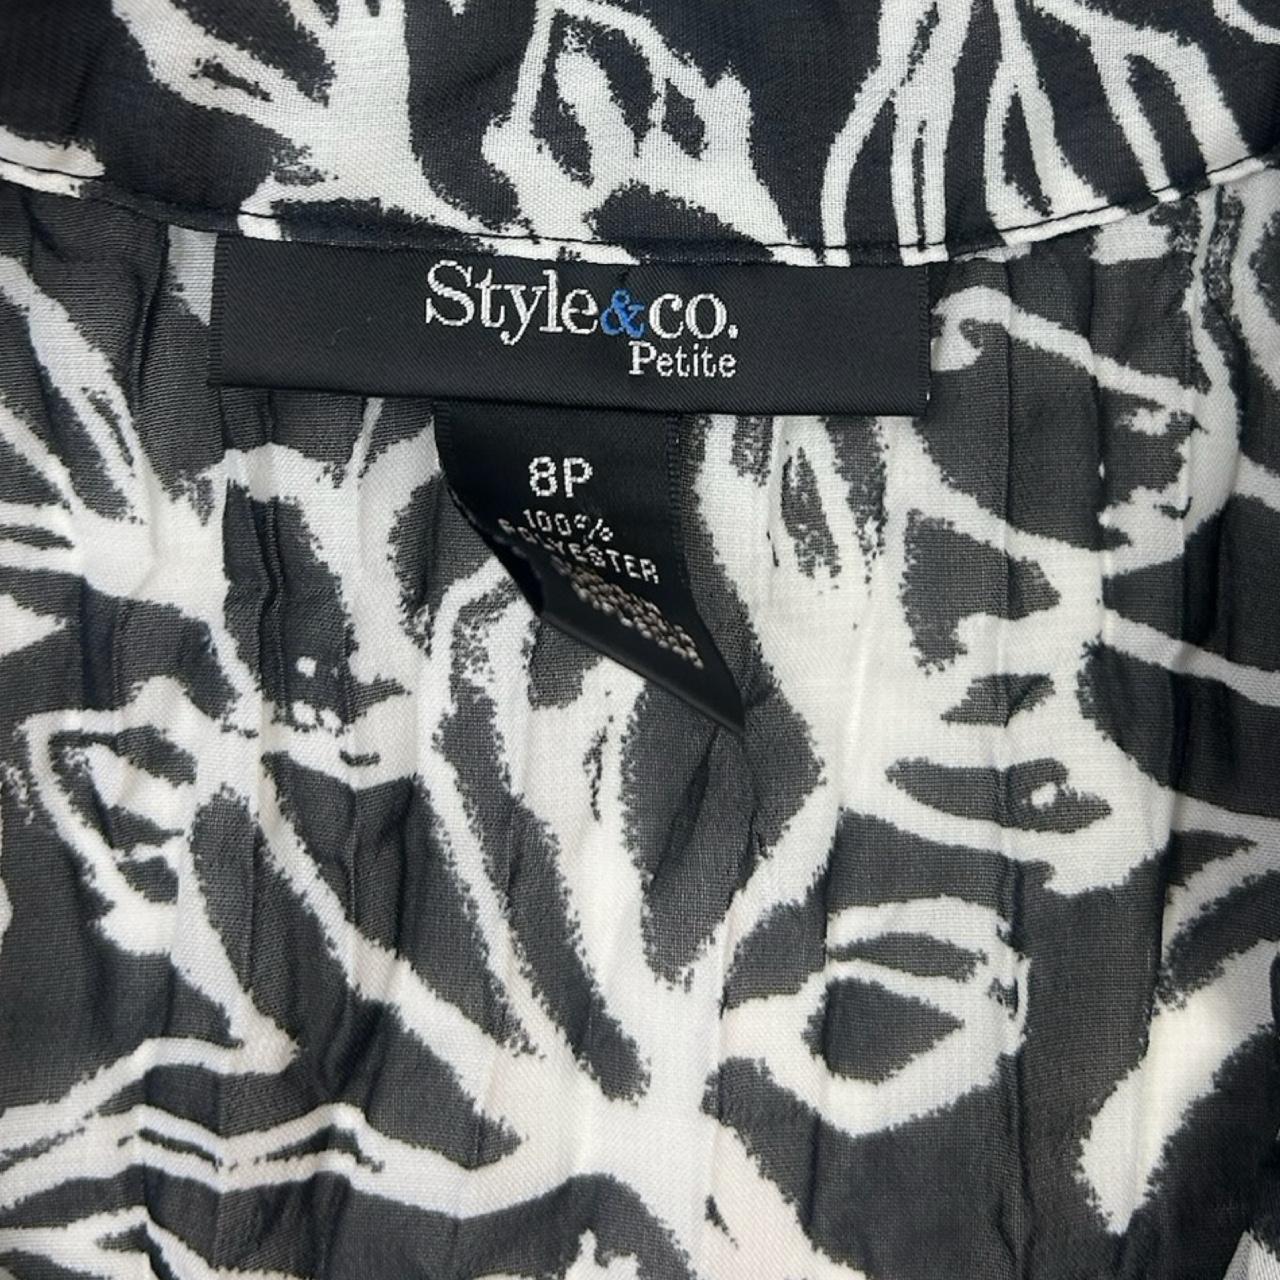 Style&co.
Petite
8P
100%
POLYESTER